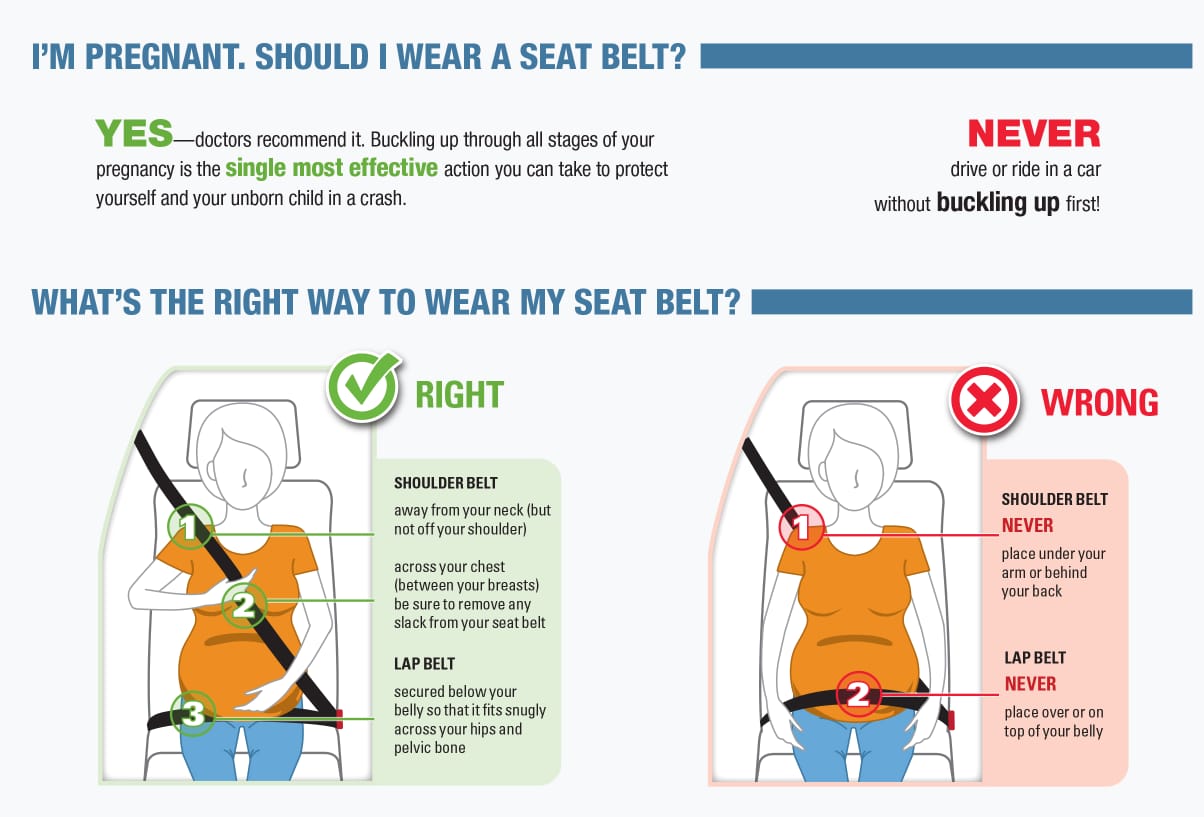 I'M PREGNANT. SHOULD I WEAR A SEAT BELT?
YES—doctors recommend it. Buckling up through all stages of your
pregnancy is the single most effective action you can take to protect
yourself and your unborn child in a crash.
NEVER
drive or ride in a car
without buckling up first!
WHAT'S THE RIGHT WAY TO WEAR MY SEAT BELT?
RIGHT
SHOULDER BELT
1
away from your neck (but
not off your shoulder)
2
across your chest
(between your breasts)
be sure to remove any
slack from your seat belt
LAP BELT
3
secured below your
belly so that it fits snugly
across your hips and
pelvic bone
WRONG
1
SHOULDER BELT
NEVER
place under your
arm or behind
your back
2
LAP BELT
NEVER
place over or on
top of your belly